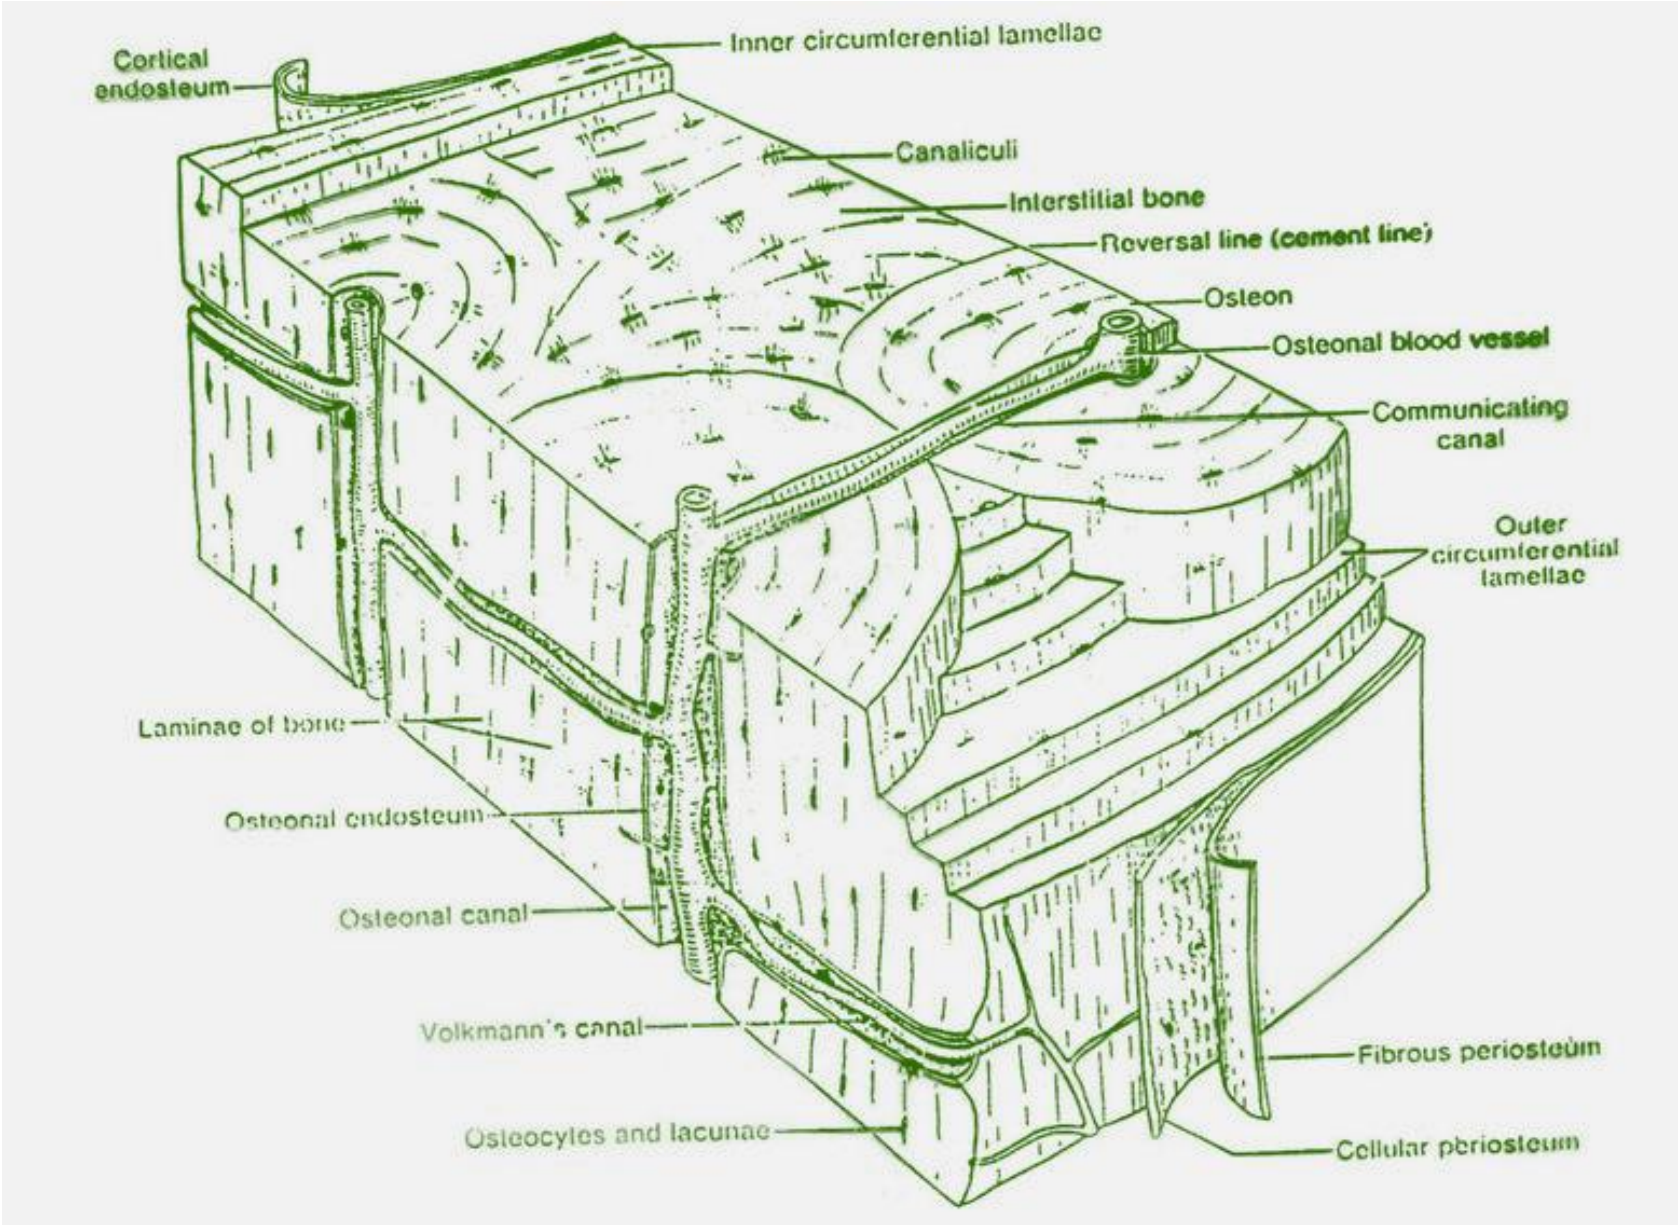 Cortical
endosteum
Inner circumferential lamellae
Canaliculi
Interstitial bone
Reversal line (cement line)
Osteon
Osteonal blood vessel
Communicating
canal
Outer
circumferential
lamellae
Laminae of bone
Osteonal endosteum
Osteonal canal
Volkmann's canal
Osteocytes and lacunae
Fibrous periosteum
Cellular periosteum